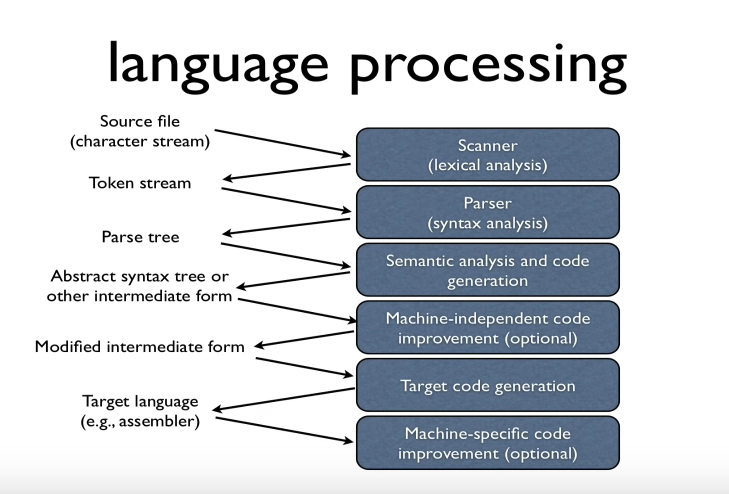 language processing
Source file
(character stream)
Scanner
(lexical analysis)
Token stream
Parser
(syntax analysis)
Parse tree
Semantic analysis and code
generation
Abstract syntax tree or
other intermediate form
Machine-independent code
improvement (optional)
Modified intermediate form
Target code generation
Target language
(e.g., assembler)
Machine-specific code
improvement (optional)